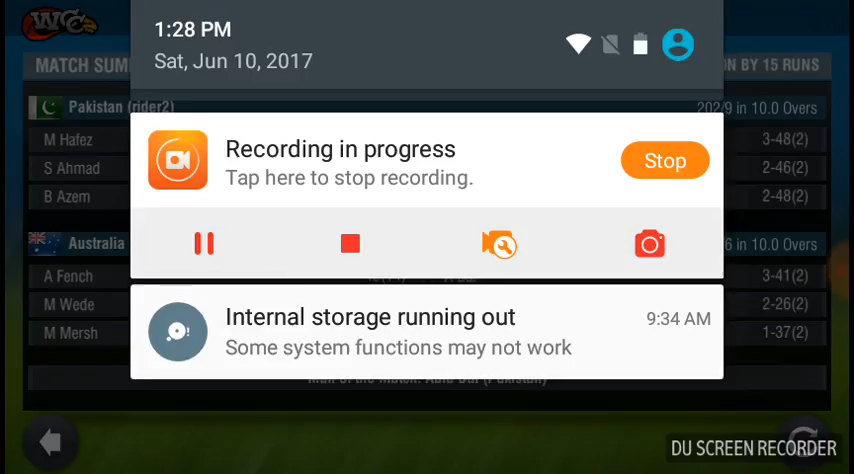 WCC
1:28 PM
Sat, Jun 10, 2017
MATCH SUM
ON BY 15 RUNS
Pakistan (rider2)
202/9 in 10.0 Overs
Recording in progress
Tap here to stop recording.
Stop
M Hafez
3-48(2)
S Ahmad
2-46(2)
B Azem
2-48(2)
Australia
6 in 10.0 Overs
A Fench
3-41(2)
M Wede
2-26(2)
M Mersh
1-37(2)
Internal storage running out
9:34 AM
Some system functions may not work
(Pakistan)
DU SCREEN RECORDER